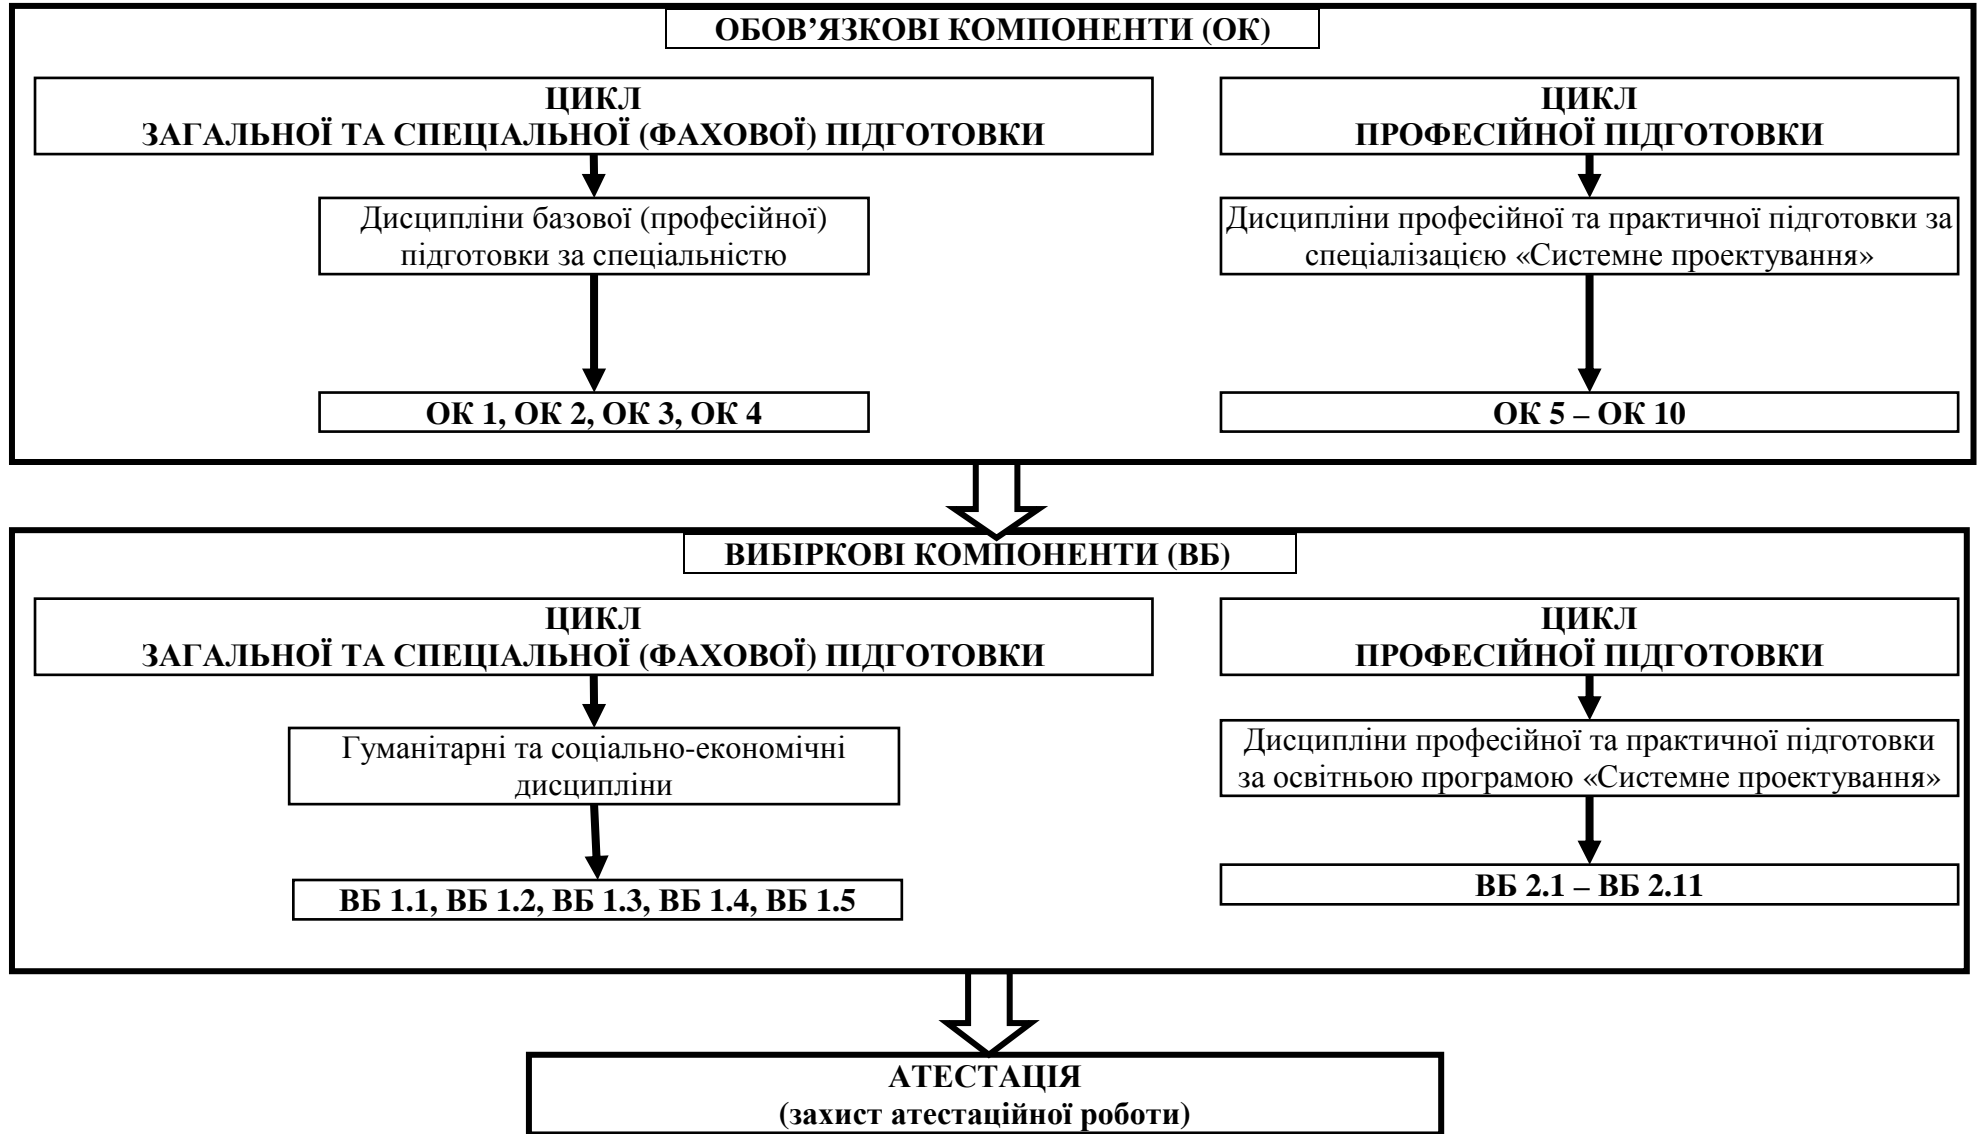 ОБОВ’ЯЗКОВІ КОМПОНЕНТИ (ОК)
ЦИКЛ
ЗАГАЛЬНОЇ ТА СПЕЦІАЛЬНОЇ (ФАХОВОЇ) ПІДГОТОВКИ
Дисципліни базової (професійної)
підготовки за спеціальністю
ОК 1, ОК 2, ОК 3, ОК 4
ЦИКЛ
ПРОФЕСІЙНОЇ ПІДГОТОВКИ
Дисципліни професійної та практичної підготовки за
спеціалізацією «Системне проектування»
ОК 5 – ОК 10
ВИБІРКОВІ КОМПОНЕНТИ (ВБ)
ЦИКЛ
ЗАГАЛЬНОЇ ТА СПЕЦІАЛЬНОЇ (ФАХОВОЇ) ПІДГОТОВКИ
Гуманітарні та соціально-економічні
дисципліни
ВБ 1.1, ВБ 1.2, ВБ 1.3, ВБ 1.4, ВБ 1.5
ЦИКЛ
ПРОФЕСІЙНОЇ ПІДГОТОВКИ
Дисципліни професійної та практичної підготовки
за освітньою програмою «Системне проектування»
ВБ 2.1 – ВБ 2.11
АТЕСТАЦІЯ
(захист атестаційної роботи)